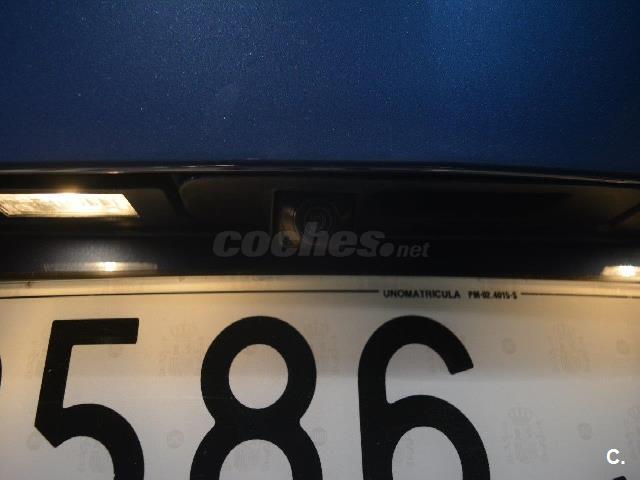 coches.net
UNOMATRICULA PM-02.4015-S
586
C.